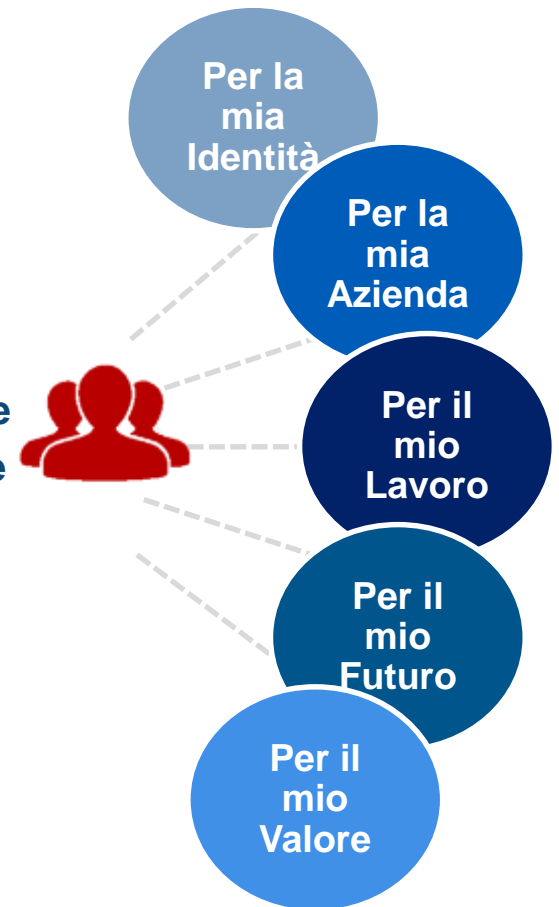 Per la
mia
Identità
Per la
mia
Azienda
e
e
Per il
mio
Lavoro
Per il
mio
Futuro
Per il
mio
Valore